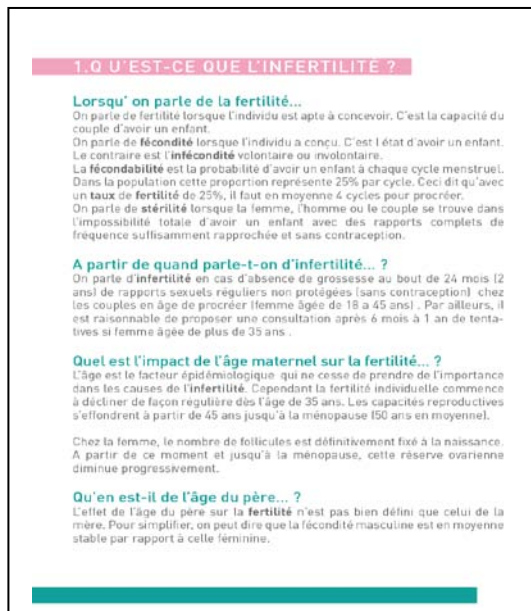 1.Q U'EST-CE QUE L'INFERTILITÉ ?
Lorsqu' on parle de la fertilité...
On parle de fertilité lorsque l'individu est apte à concevoir. C'est la capacité du
couple d'avoir un enfant.
On parle de fécondité lorsque l'individu a conçu. C'est l état d'avoir un enfant.
Le contraire est l'infécondité volontaire ou involontaire.
La fécondabilité est la probabilité d'avoir un enfant à chaque cycle menstruel.
Dans la population cette proportion représente 25% par cycle. Ceci dit qu'avec
un taux de fertilité de 25%, il faut en moyenne 4 cycles pour procréer.
On parle de stérilité lorsque la femme, l'homme ou le couple se trouve dans
l'impossibilité totale d'avoir un enfant avec des rapports complets de
fréquence suffisamment rapprochée et sans contraception.
A partir de quand parle-t-on d'infertilité... ?
On parle d'infertilité en cas d'absence de grossesse au bout de 24 mois (2
ans) de rapports sexuels réguliers non protégées (sans contraception) chez
les couples en âge de procréer (femme âgée de 18 a 45 ans) . Par ailleurs, il
est raisonnable de proposer une consultation après 6 mois à 1 an de tenta-
tives si femme âgée de plus de 35 ans .
Quel est l'impact de l'âge maternel sur la fertilité... ?
L'âge est le facteur épidémiologique qui ne cesse de prendre de l'importance
dans les causes de l'infertilité. Cependant la fertilité individuelle commence
à décliner de façon régulière dès l'âge de 35 ans. Les capacités reproductives
s'effondrent à partir de 45 ans jusqu'à la ménopause (50 ans en moyenne).
Chez la femme, le nombre de follicules est définitivement fixé à la naissance.
A partir de ce moment et jusqu'à la ménopause, cette réserve ovarienne
diminue progressivement.
Qu'en est-il de l'âge du père... ?
L'effet de l'âge du père sur la fertilité n'est pas bien défini que celui de la
mère. Pour simplifier, on peut dire que la fécondité masculine est en moyenne
stable par rapport à celle féminine.